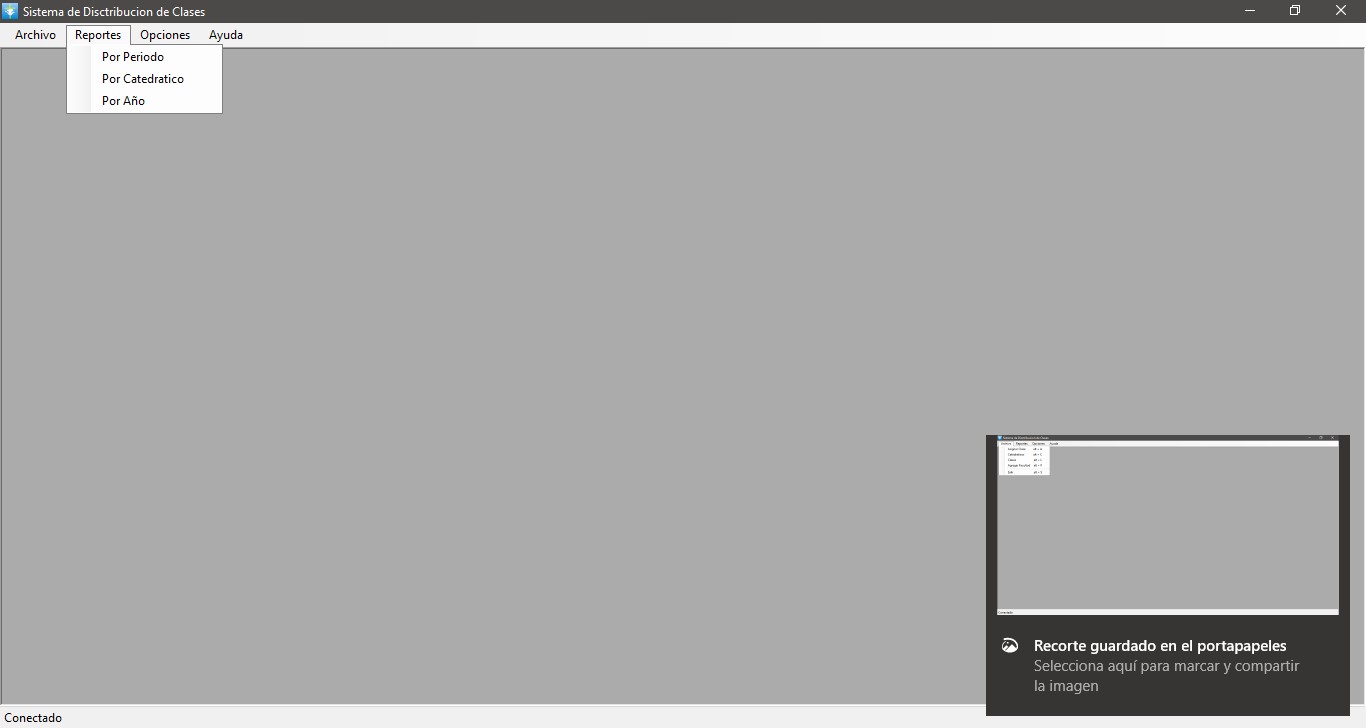 Sistema de Disctribucion de Clases
Archivo Reportes Opciones Ayuda
Por Periodo
Por Catedratico
Por Año
Recorte guardado en el portapapeles
Selecciona aquí para marcar y compartir
la imagen
Conectado